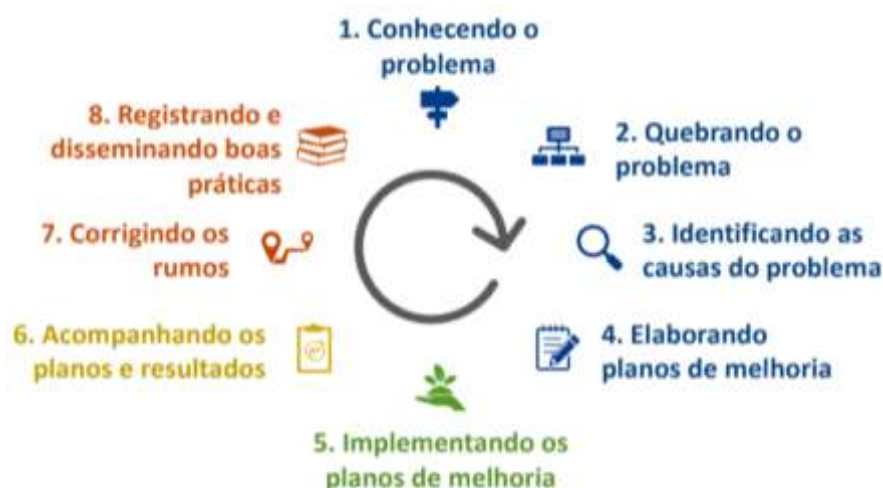 1. Conhecendo o
problema
2. Quebrando o
problema
3. Identificando as
causas do problema
4. Elaborando
planos de melhoria
5. Implementando os
planos de melhoria
6. Acompanhando os
planos e resultados
7. Corrigindo os
rumos
8. Registrando e
disseminando boas
práticas